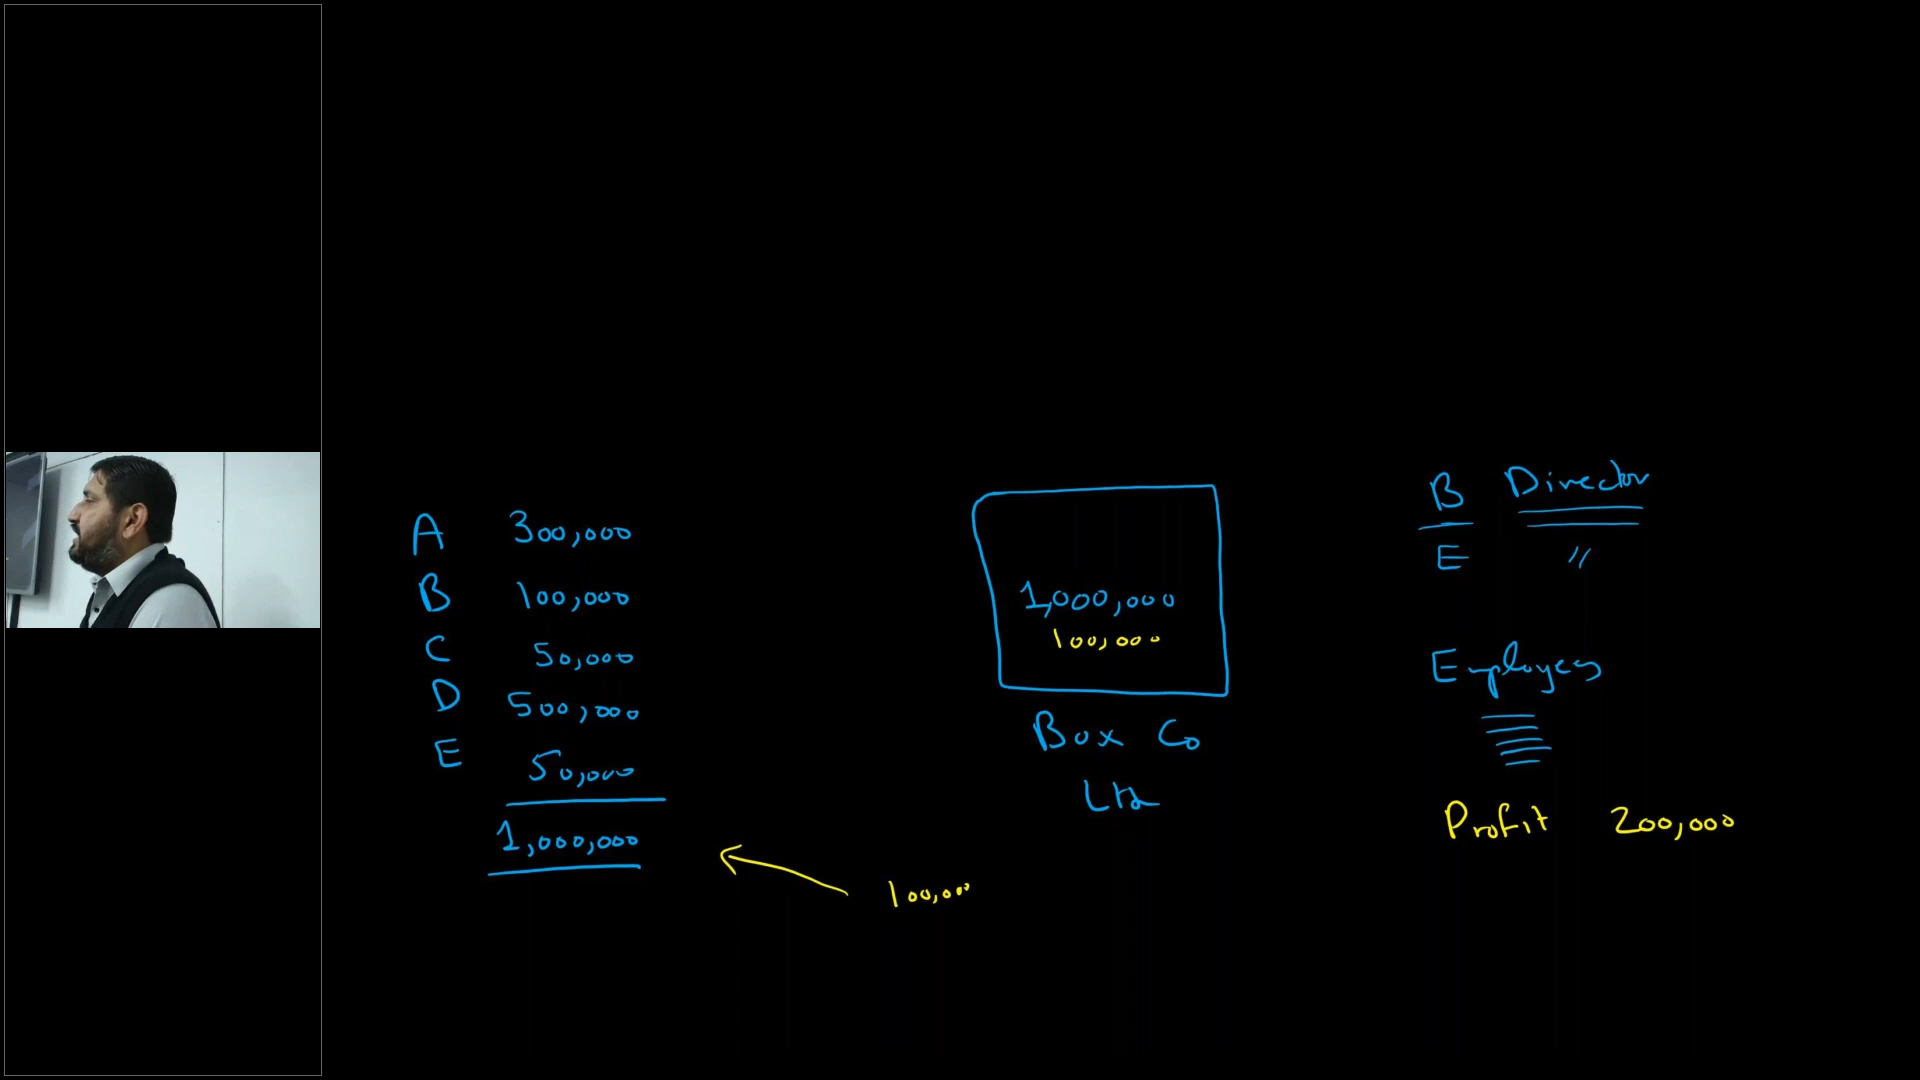 A 300,000
B 100,000
C 50,000
D 500,000
E 50,000
1,000,000
100,000
1,000,000
100,000
Box Co
Ltd
B Director
E "
Employees
Profit 200,000